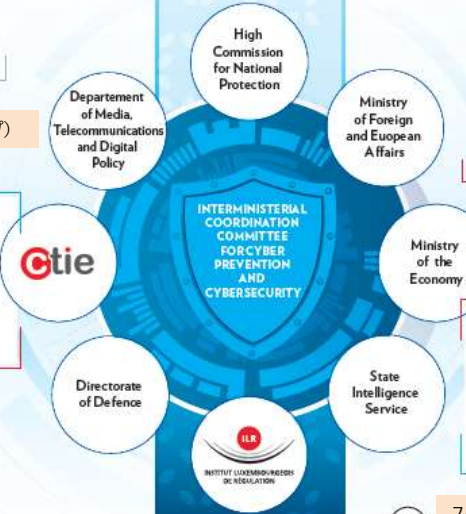 High
Commission
for National
Protection
Departement
of Media,
Telecommunications
and Digital
Policy
Ministry
of Foreign
and Euopean
Affairs
INTERMINISTERIAL
COORDINATION
COMMITTEE
FORCYBER
PREVENTION
AND
CYBERSECURITY
ctie
Ministry
of the
Economy
Directorate
of Defence
State
Intelligence
Service
ILR
INSTITUT LUXEMBOURGEOIS
DE RÉGULATION
7